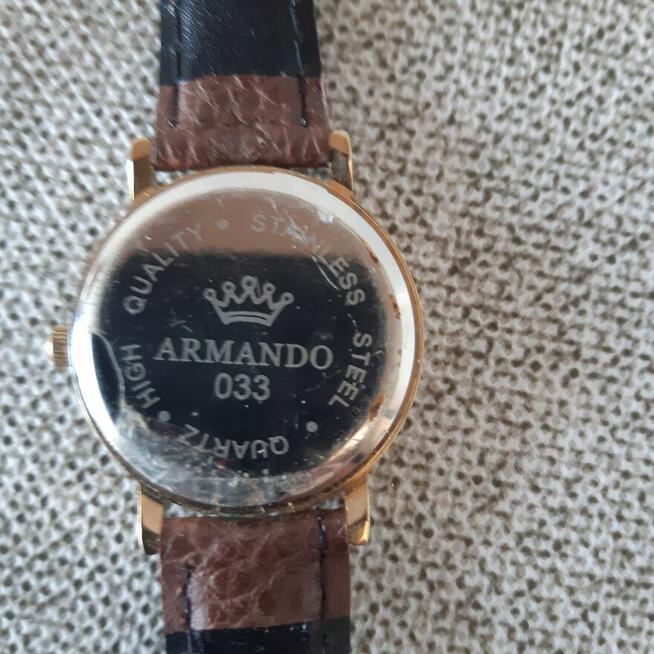 ARMANDO
033
HIGH QUALITY • STAINLESS STEEL • QUARTZ •